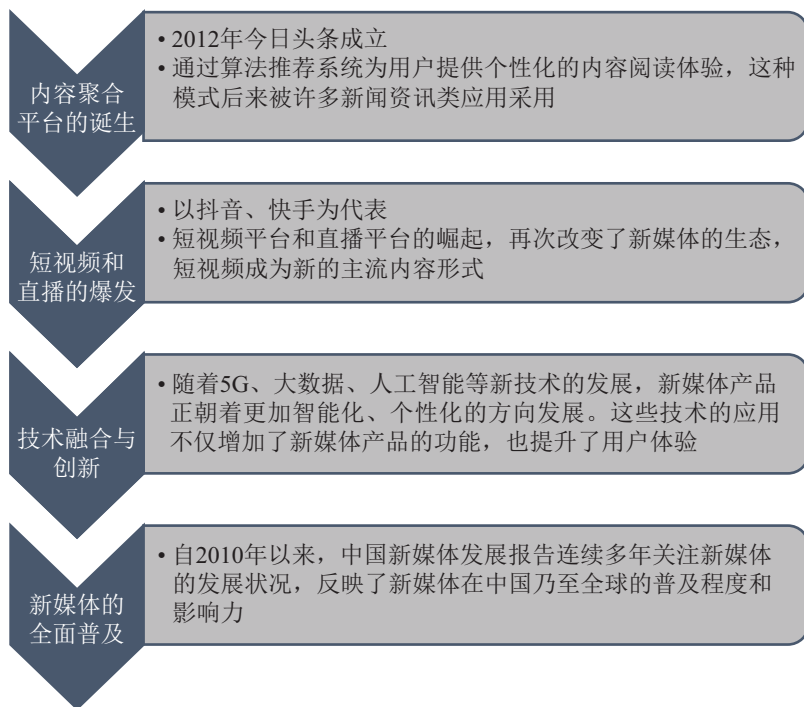 内容聚合
平台的诞生
• 2012年今日头条成立
• 通过算法推荐系统为用户提供个性化的内容阅读体验，这种
模式后来被许多新闻资讯类应用采用
短视频和
直播的爆发
• 以抖音、快手为代表
• 短视频平台和直播平台的崛起，再次改变了新媒体的生态，
短视频成为新的主流内容形式
技术融合与
创新
• 随着5G、大数据、人工智能等新技术的发展，新媒体产品
正朝着更加智能化、个性化的方向发展。这些技术的应用
不仅增加了新媒体产品的功能，也提升了用户体验
新媒体的
全面普及
• 自2010年以来，中国新媒体发展报告连续多年关注新媒体
的发展状况，反映了新媒体在中国乃至全球的普及程度和
影响力